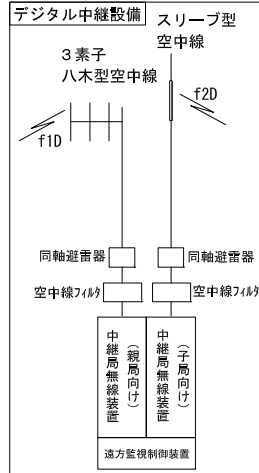 デジタル中継設備
スリーブ型
空中線
３素子
八木型空中線
f1D
f2D
同軸避雷器
同軸避雷器
空中線フィルタ
空中線フィルタ
中継局無線装置
（親局向け）
中継局無線装置
（子局向け）
遠方監視制御装置